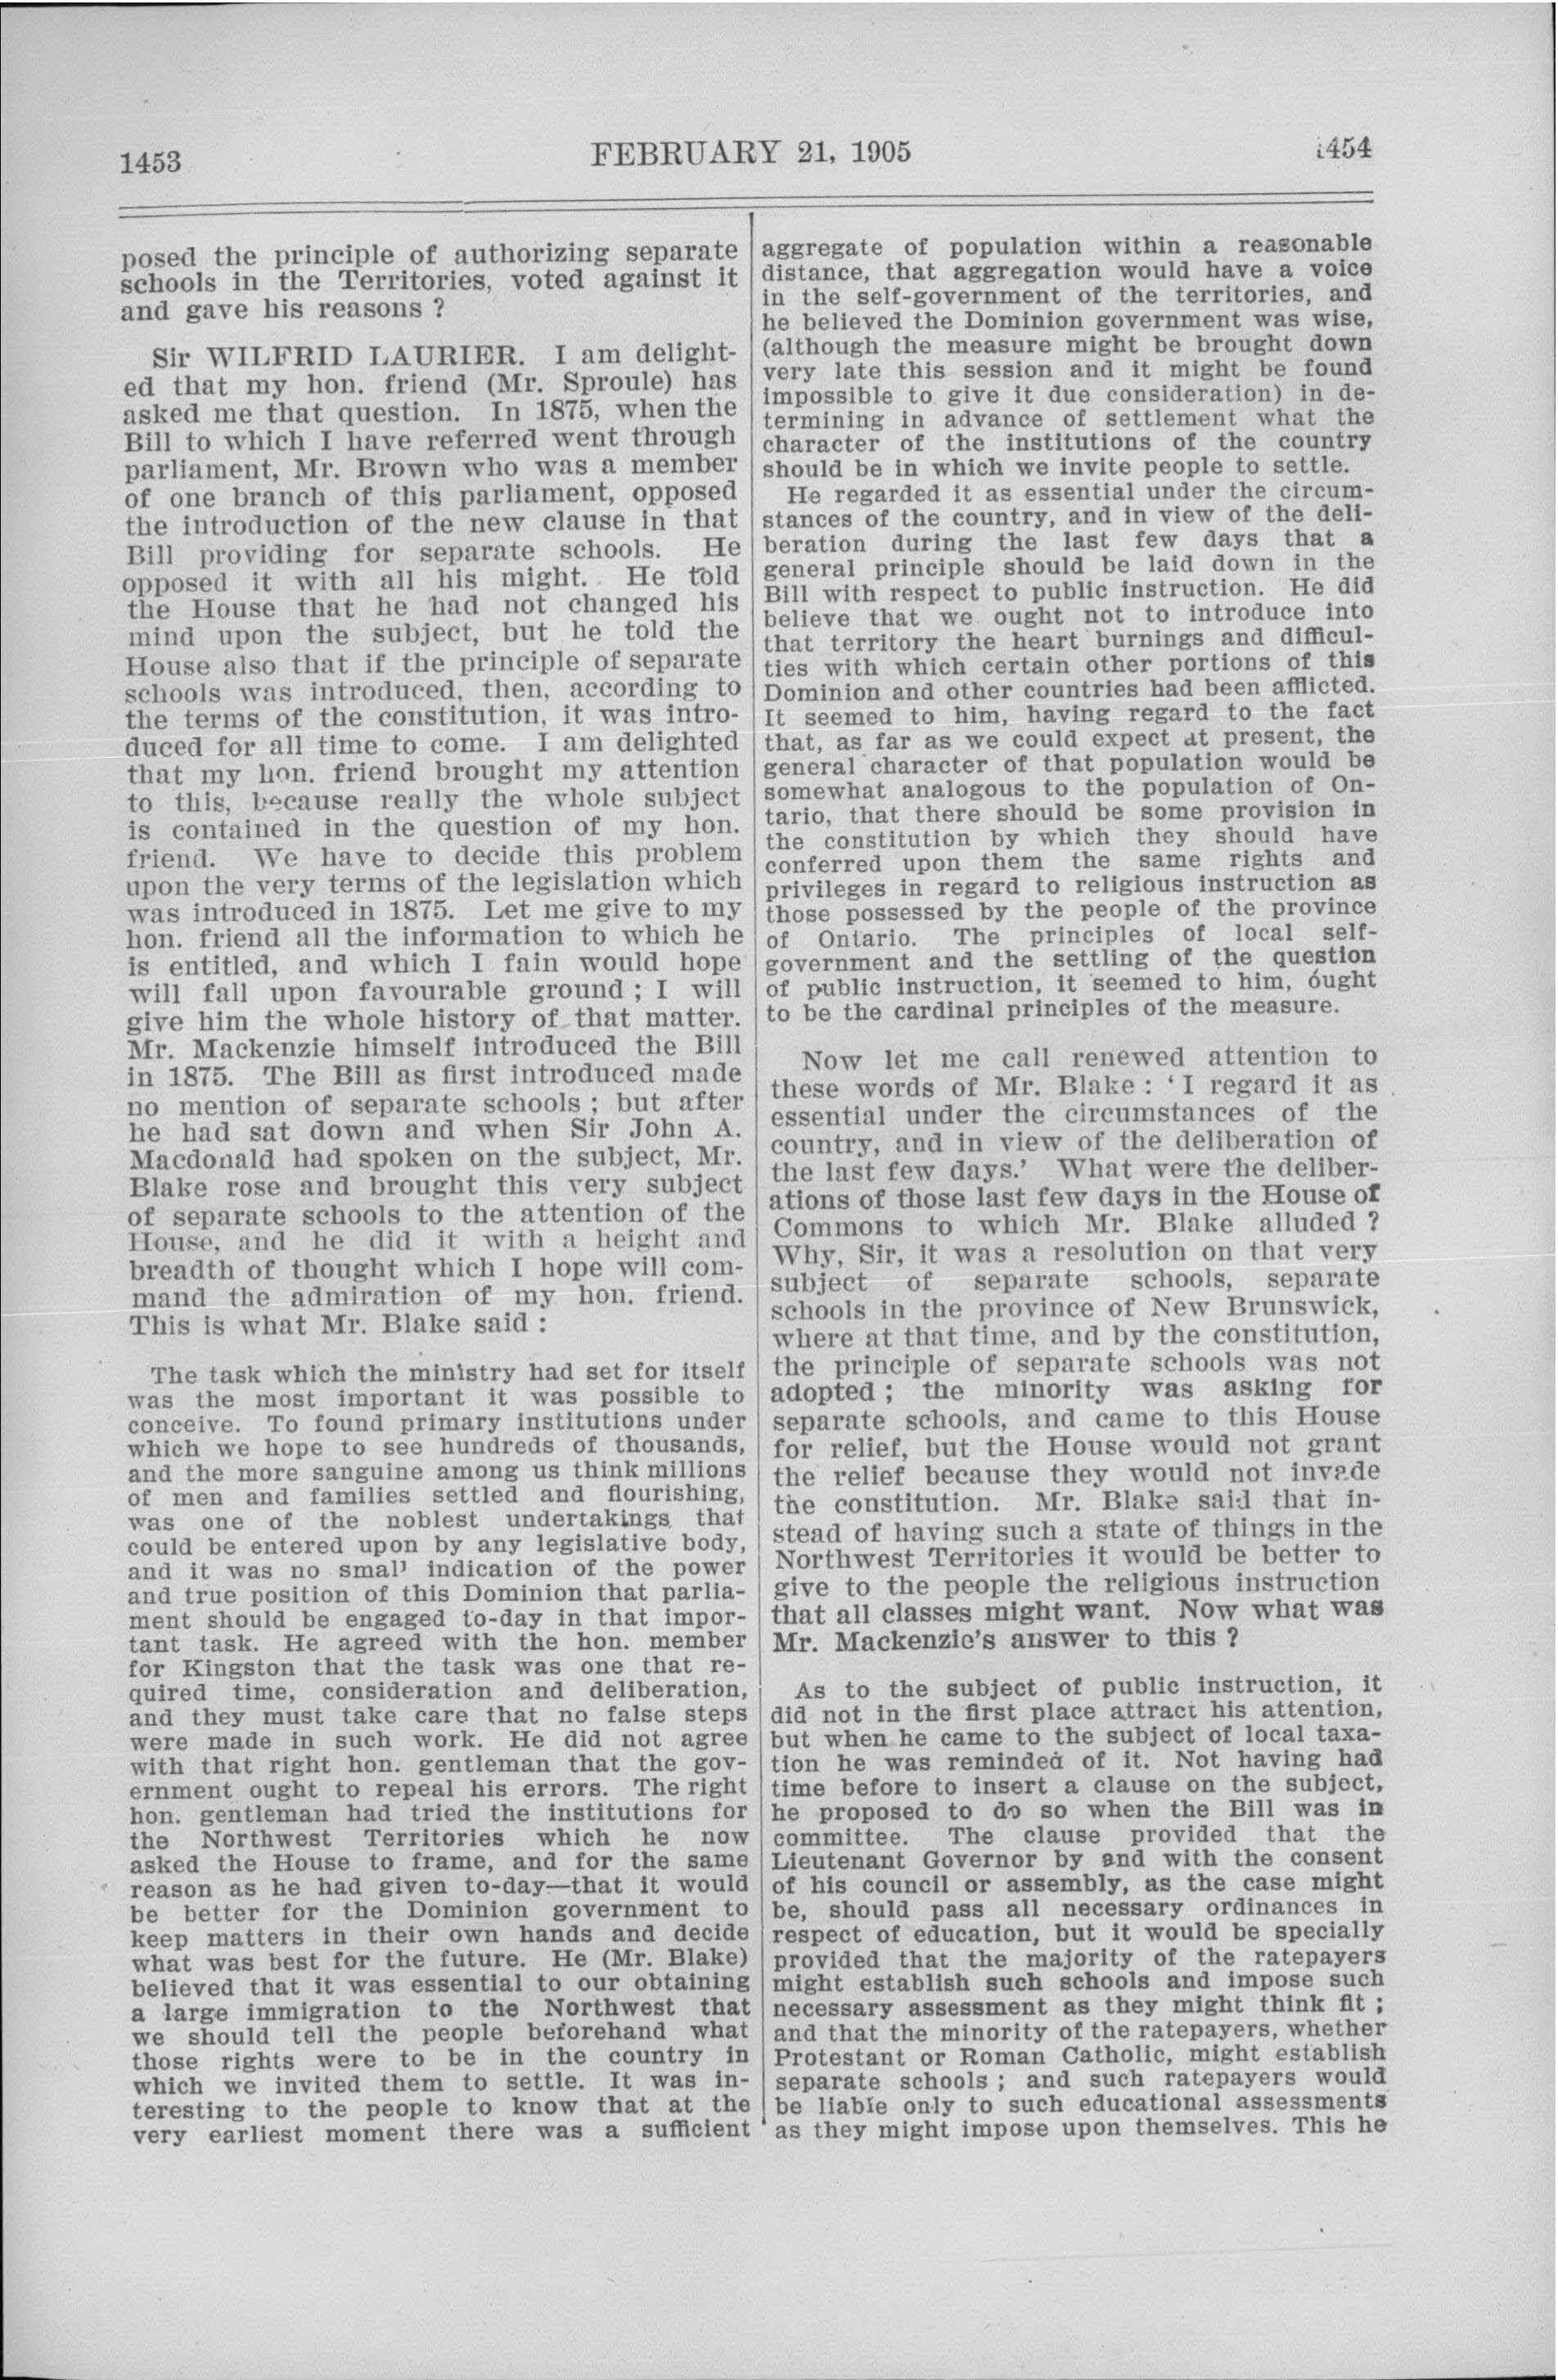 1453
FEBRUARY 21, 1905
1454
posed the principle of authorizing separate
schools in the Territories, voted against it
and gave his reasons ?
Sir WILFRID LAURIER. I am delight-
ed that my hon. friend (Mr. Sproule) has
asked me that question. In 1875, when the
Bill to which I have referred went through
parliament, Mr. Brown who was a member
of one branch of this parliament, opposed
the introduction of the new clause in that
Bill providing for separate schools. He
opposed it with all his might. He told
the House that he had not changed his
mind upon the subject, but he told the
House also that if the principle of separate
schools was introduced, then, according to
the terms of the constitution, it was intro-
duced for all time to come. I am delighted
that my hon. friend brought my attention
to this, because really the whole subject
is contained in the question of my hon.
friend. We have to decide this problem
upon the very terms of the legislation which
was introduced in 1875. Let me give to my
hon. friend all the information to which he
is entitled, and which I fain would hope
will fall upon favourable ground ; I will
give him the whole history of that matter.
Mr. Mackenzie himself introduced the Bill
in 1875. The Bill as first introduced made
no mention of separate schools ; but after
he had sat down and when Sir John A.
Macdonald had spoken on the subject, Mr.
Blake rose and brought this very subject
of separate schools to the attention of the
House, and he did it with a height and
breadth of thought which I hope will com-
mand the admiration of my hon. friend.
This is what Mr. Blake said :
The task which the ministry had set for itself
was the most important it was possible to
conceive. To found primary institutions under
which we hope to see hundreds of thousands,
and the more sanguine among us think millions
of men and families settled and flourishing,
was one of the noblest undertakings that
could be entered upon by any legislative body,
and it was no small indication of the power
and true position of this Dominion that parlia-
ment should be engaged to-day in that impor-
tant task. He agreed with the hon. member
for Kingston that the task was one that re-
quired time, consideration and deliberation,
and they must take care that no false steps
were made in such work. He did not agree
with that right hon. gentleman that the gov-
ernment ought to repeal his errors. The right
hon. gentleman had tried the institutions for
the Northwest Territories which he now
asked the House to frame, and for the same
reason as he had given to-day—that it would
be better for the Dominion government to
keep matters in their own hands and decide
what was best for the future. He (Mr. Blake)
believed that it was essential to our obtaining
a large immigration to the Northwest that
we should tell the people beforehand what
those rights were to be in the country in
which we invited them to settle. It was in-
teresting to the people to know that at the
very earliest moment there was a sufficient
aggregate of population within a reasonable
distance, that aggregation would have a voice
in the self-government of the territories, and
he believed the Dominion government was wise,
(although the measure might be brought down
very late this session and it might be found
impossible to give it due consideration) in de-
termining in advance of settlement what the
character of the institutions of the country
should be in which we invite people to settle.
He regarded it as essential under the circum-
stances of the country, and in view of the deli-
beration during the last few days that a
general principle should be laid down in the
Bill with respect to public instruction. He did
believe that we ought not to introduce into
that territory the heart burnings and difficul-
ties with which certain other portions of this
Dominion and other countries had been afflicted.
It seemed to him, having regard to the fact
that, as far as we could expect at present, the
general character of that population would be
somewhat analogous to the population of On-
tario, that there should be some provision in
the constitution by which they should have
conferred upon them the same rights and
privileges in regard to religious instruction as
those possessed by the people of the province
of Ontario. The principles of local self-
government and the settling of the question
of public instruction, it seemed to him, ought
to be the cardinal principles of the measure.
Now let me call renewed attention to
these words of Mr. Blake : ‘ I regard it as
essential under the circumstances of the
country, and in view of the deliberation of
the last few days.’ What were the deliber-
ations of those last few days in the House of
Commons to which Mr. Blake alluded ?
Why, Sir, it was a resolution on that very
subject of separate schools, separate
schools in the province of New Brunswick,
where at that time, and by the constitution,
the principle of separate schools was not
adopted ; the minority was asking for
separate schools, and came to this House
for relief, but the House would not grant
the relief because they would not invade
the constitution. Mr. Blake said that in-
stead of having such a state of things in the
Northwest Territories it would be better to
give to the people the religious instruction
that all classes might want. Now what was
Mr. Mackenzie's answer to this ?
As to the subject of public instruction, it
did not in the first place attract his attention,
but when he came to the subject of local taxa-
tion he was reminded of it. Not having had
time before to insert a clause on the subject,
he proposed to do so when the Bill was in
committee. The clause provided that the
Lieutenant Governor by and with the consent
of his council or assembly, as the case might
be, should pass all necessary ordinances in
respect of education, but it would be specially
provided that the majority of the ratepayers
might establish such schools and impose such
necessary assessment as they might think fit ;
and that the minority of the ratepayers, whether
Protestant or Roman Catholic, might establish
separate schools ; and such ratepayers would
be liable only to such educational assessments
as they might impose upon themselves. This he